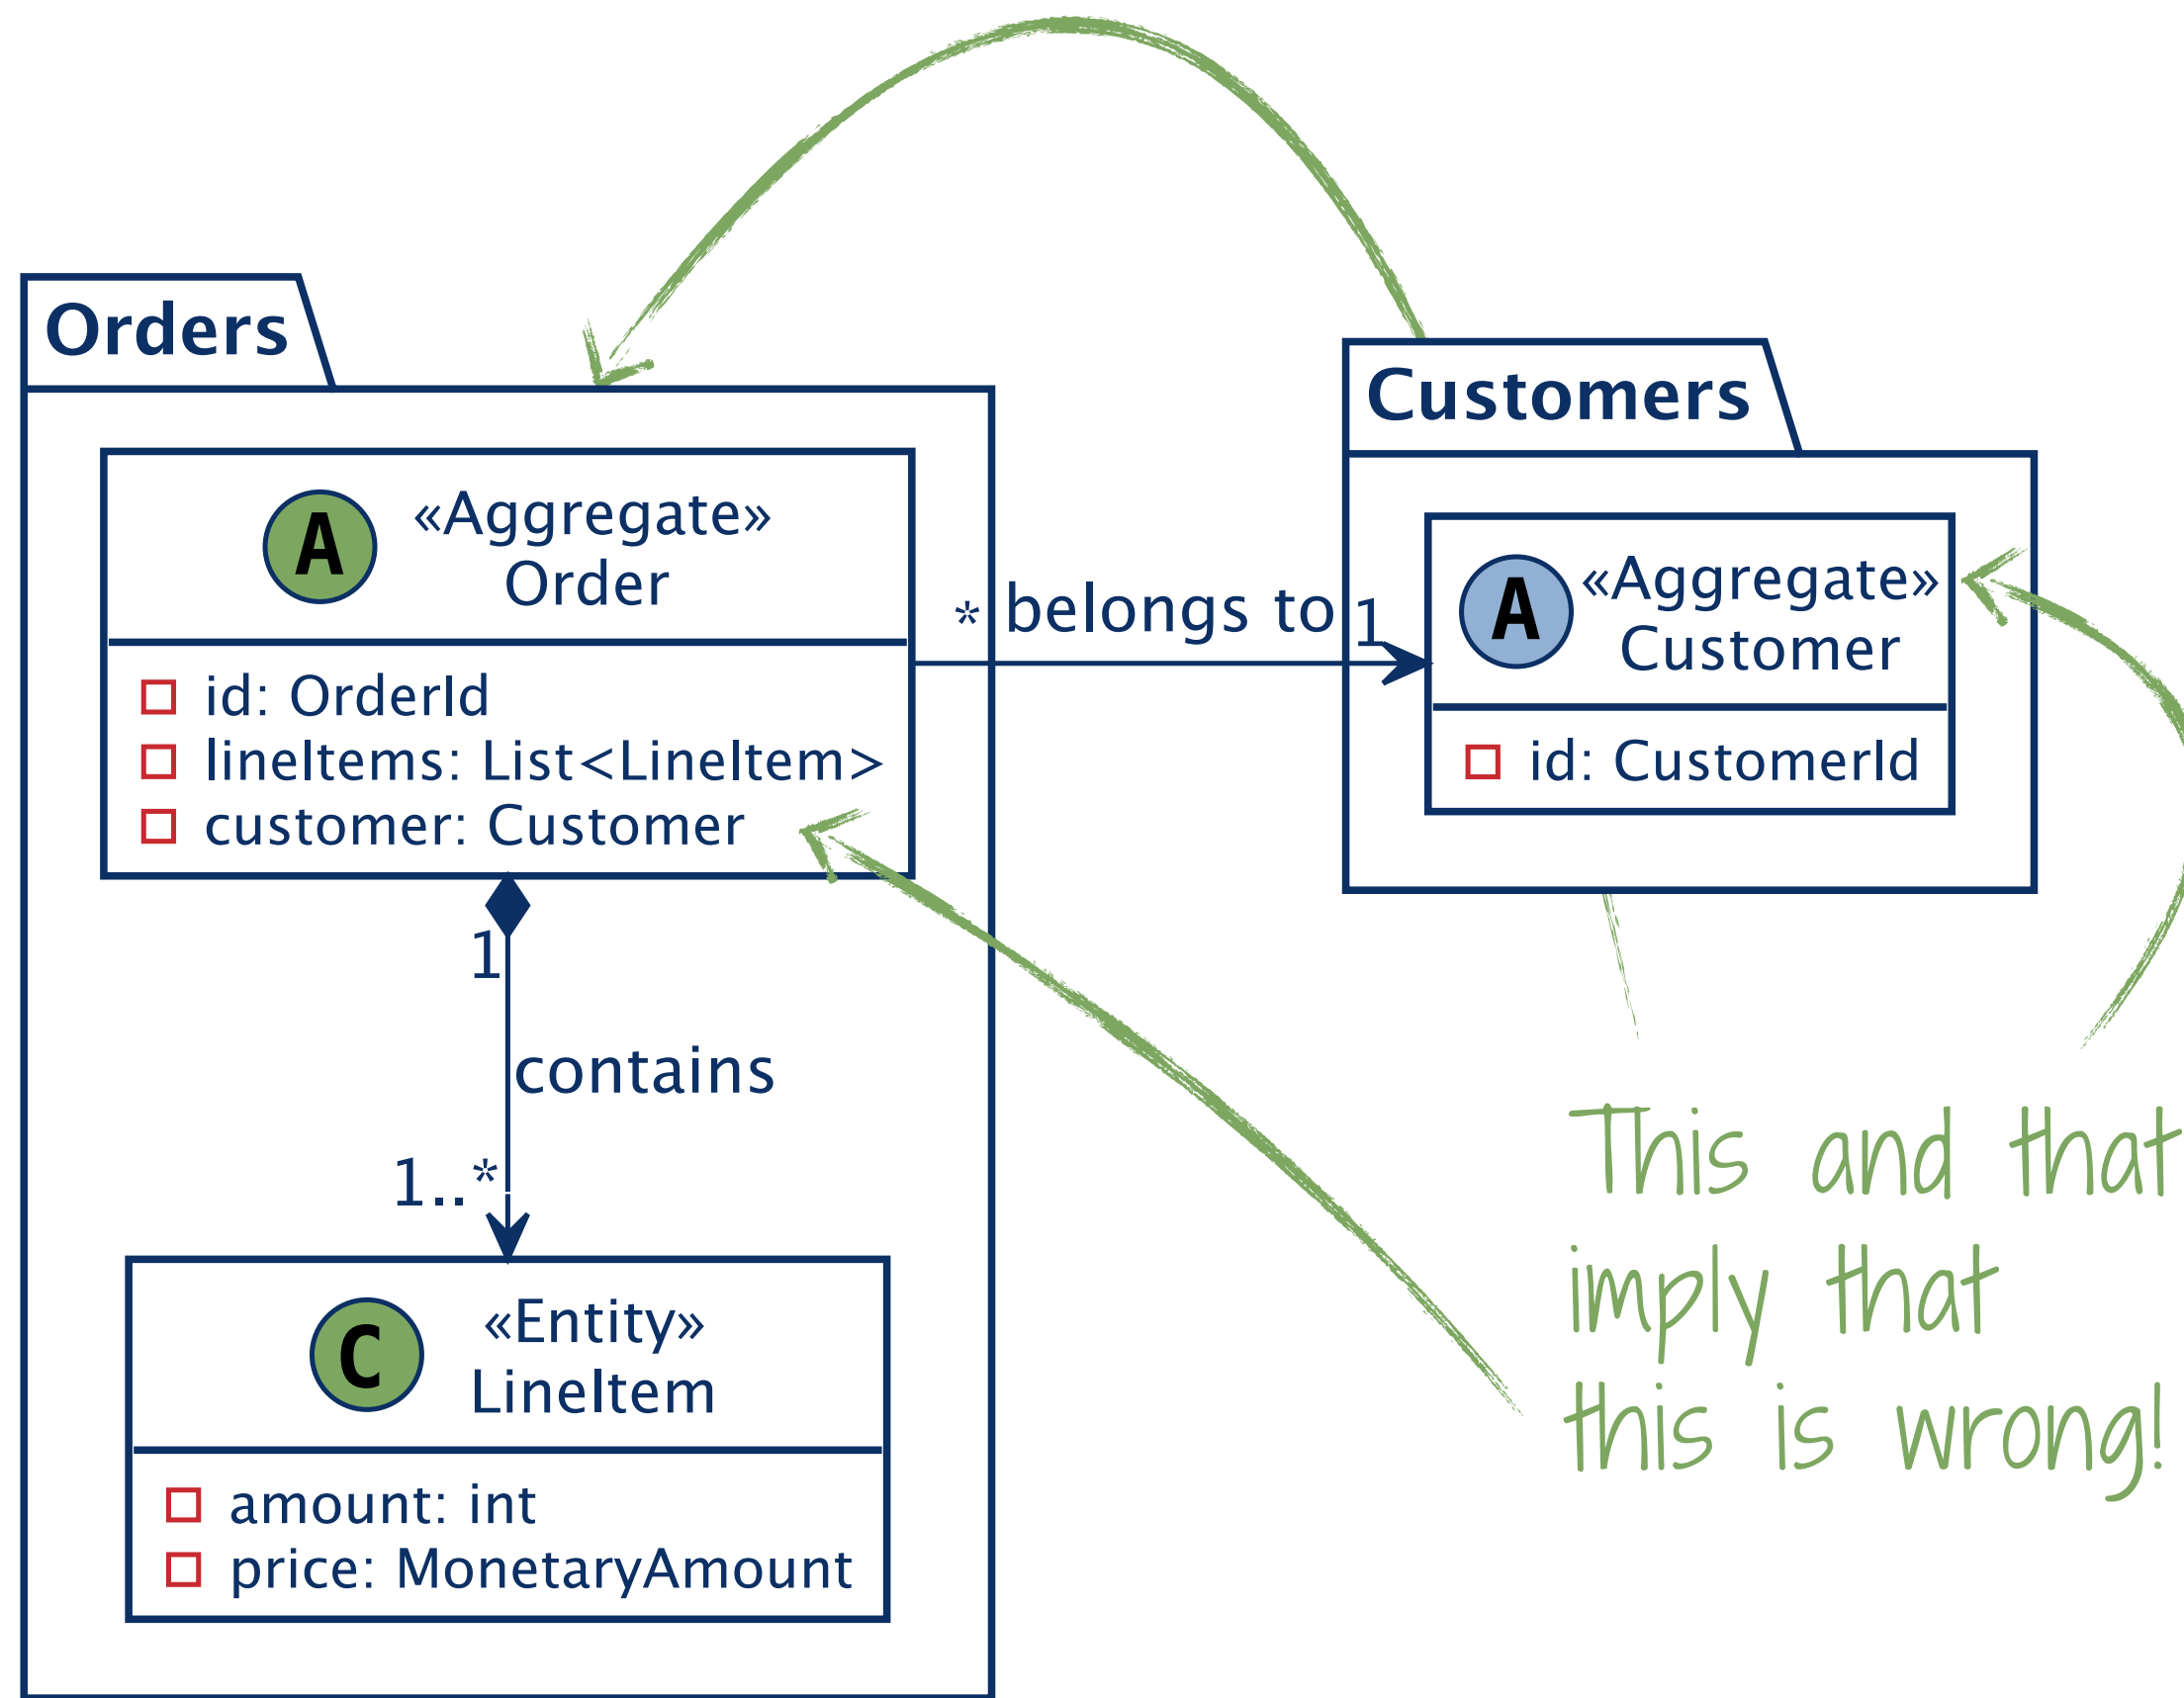 Orders
A
«Aggregate»
Order
id: OrderId
lineItems: List<LineItem>
customer: Customer
* belongs to 1
Customers
A
«Aggregate»
Customer
id: CustomerId
1
contains
1..*
C
«Entity»
LineItem
amount: int
price: MonetaryAmount
This and that
imply that
this is wrong!